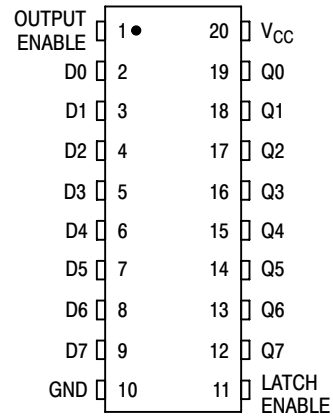 OUTPUT
ENABLE 1 20 VCC
D0 2 19 Q0
D1 3 18 Q1
D2 4 17 Q2
D3 5 16 Q3
D4 6 15 Q4
D5 7 14 Q5
D6 8 13 Q6
D7 9 12 Q7
GND 10 11 LATCH
ENABLE